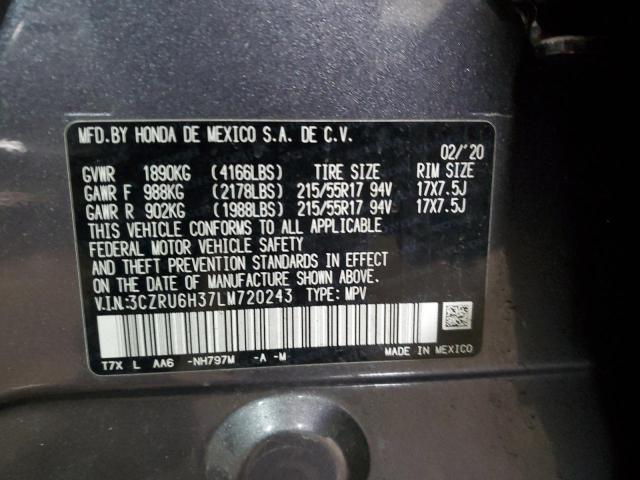 MFD.BY HONDA DE MEXICO S.A. DE C.V.
02/'20
GVWR 1890KG (4166LBS) TIRE SIZE RIM SIZE
GAWR F 988KG (2178LBS) 215/55R17 94V 17X7.5J
GAWR R 902KG (1988LBS) 215/55R17 94V 17X7.5J
THIS VEHICLE CONFORMS TO ALL APPLICABLE
FEDERAL MOTOR VEHICLE SAFETY
AND THEFT PREVENTION STANDARDS IN EFFECT
ON THE DATE OF MANUFACTURE SHOWN ABOVE.
V.I.N.:3CZRU6H37LM720243 TYPE: MPV
T7X L AA6 -NH797M -A -M
MADE IN MEXICO